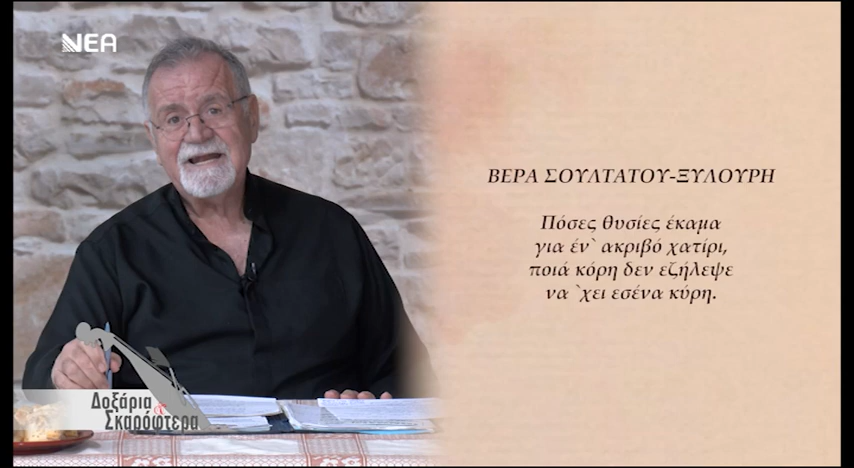 ΝΕΑ
ΒΕΡΑ ΣΟΥΛΤΑΤΟΥ-ΞΥΛΟΥΡΗ
Πόσες θυσίες έκαμα
για έν` ακριβό χατίρι,
ποιά κόρη δεν εζήλεψε
να `χει εσένα κύρη.
Δοξάρια
& Σκαρόφτερα